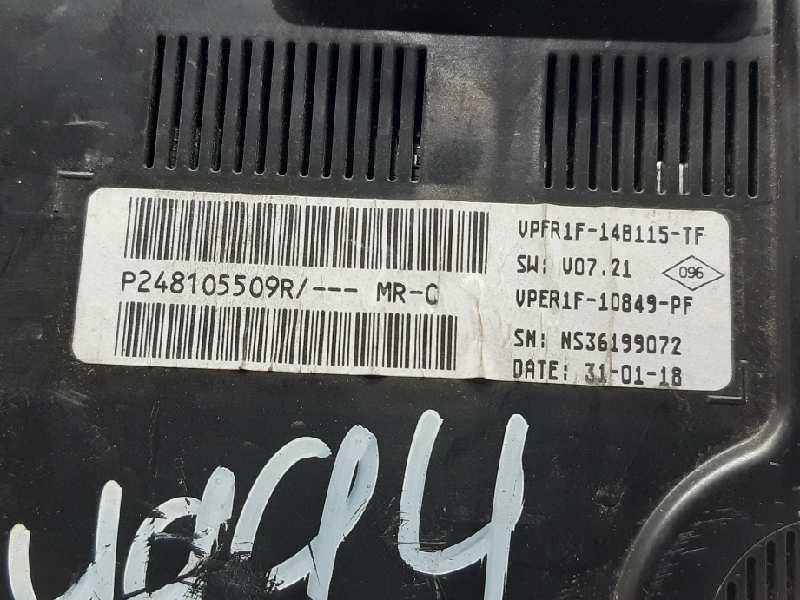 VPFR1F-14B115-TF
SW: V07.21
096
P248105509R/--- MR-C
VPER1F-10849-PF
SN: NS36199072
DATE: 31-01-18